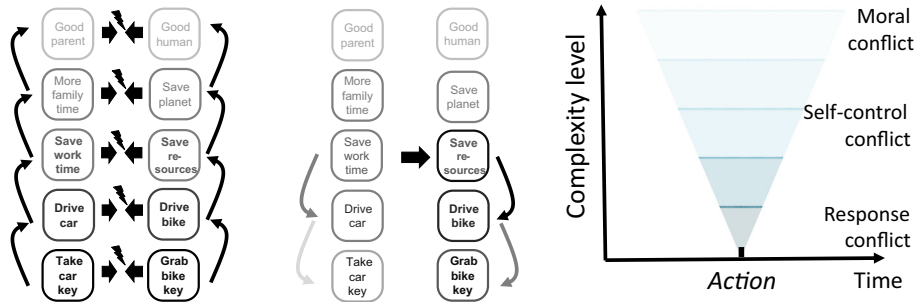 Good
parent
Good
human
More
family
time
Save
planet
Save
work
time
Save
re-
sources
Drive
car
Drive
bike
Take
car
key
Grab
bike
key
Good
parent
Good
human
More
family
time
Save
planet
Save
work
time
Save
re-
sources
Drive
car
Drive
bike
Take
car
key
Grab
bike
key
Complexity level
Moral
conflict
Self-control
conflict
Response
conflict
Action
Time